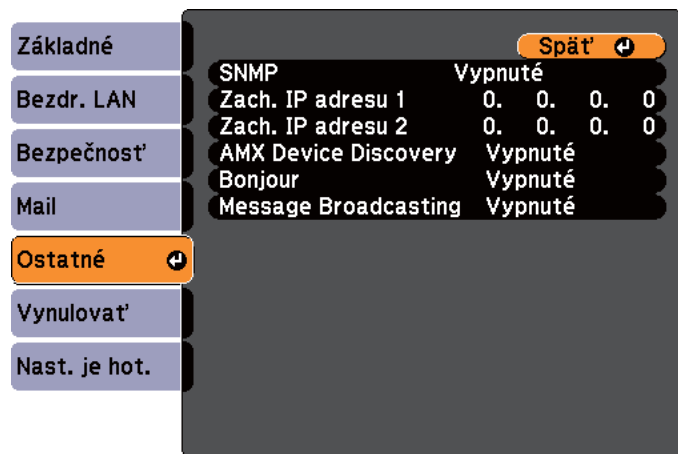 Základné
Bezdr. LAN
Bezpečnosť
Mail
Ostatné
Vynulovať
Nast. je hot.
Späť
SNMP Vypnuté
Zach. IP adresu 1 0. 0. 0. 0
Zach. IP adresu 2 0. 0. 0. 0
AMX Device Discovery Vypnuté
Bonjour Vypnuté
Message Broadcasting Vypnuté